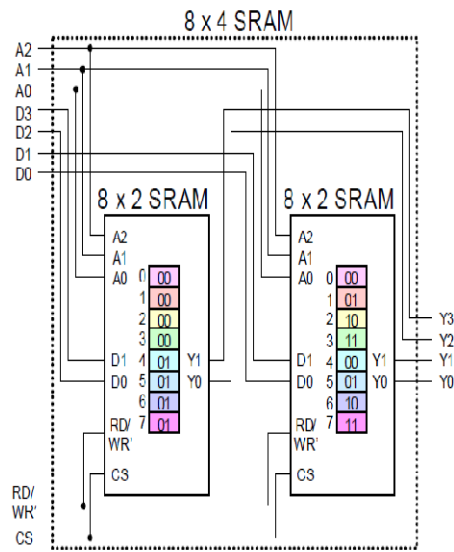 8 x 4 SRAM
A2
A1
A0
D3
D2
D1
D0
8 x 2 SRAM
A2
A1
A0
D1
D0
RD/
WR'
CS
0 00
1 00
2 00
3 00
4 01
5 01
6 01
7 01
Y1
Y0
8 x 2 SRAM
A2
A1
A0
D1
D0
RD/
WR'
CS
0 00
1 01
2 10
3 11
4 00
5 01
6 10
7 11
Y1
Y0
Y3
Y2
Y1
Y0
RD/
WR'
CS